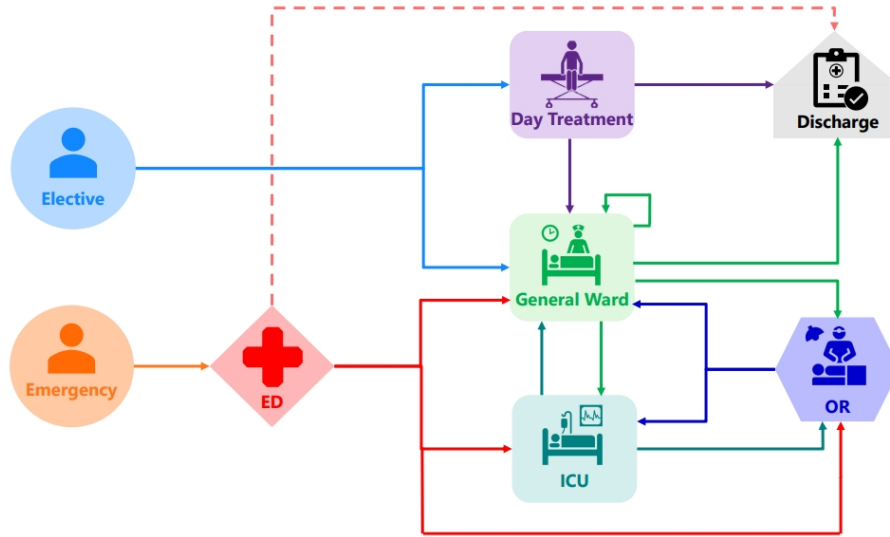 Day Treatment
Discharge
Elective
General Ward
Emergency
ED
OR
ICU